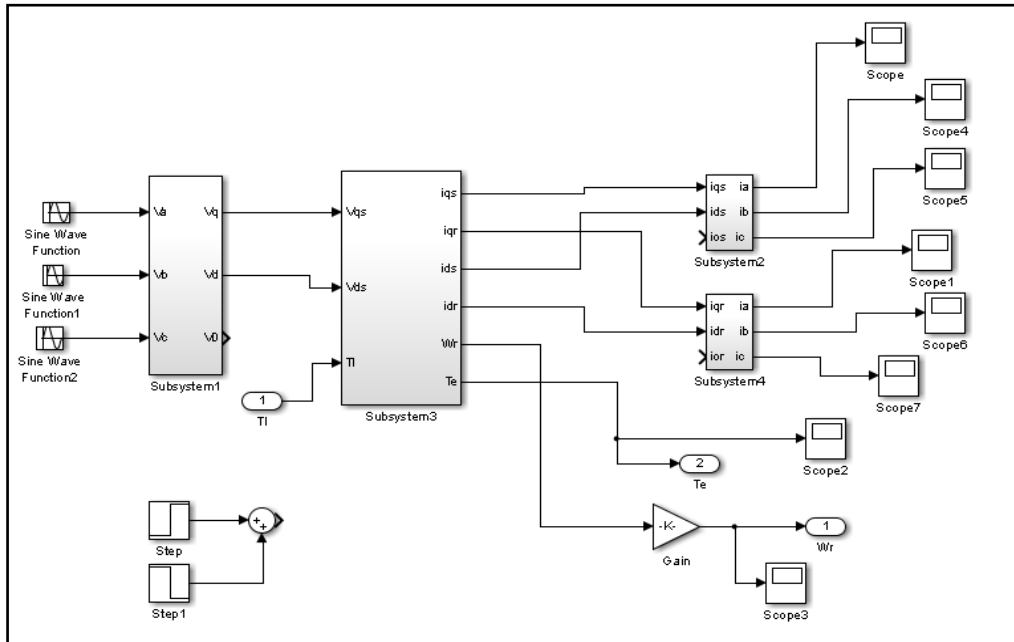 Scope
Scope4
Scope5
Scope1
Scope6
Scope7
Sine Wave
Function
Sine Wave
Function1
Sine Wave
Function2
Va
Vb
Vc
Vq
Vd
V0
Subsystem1
1
Tl
Vqs
Vds
Tl
iqs
iqr
ids
idr
Wr
Te
Subsystem3
iqs
ids
ios
ia
ib
ic
Subsystem2
iqr
idr
ior
ia
ib
ic
Subsystem4
Scope2
2
Te
-K-
Gain
1
Wr
Scope3
Step
Step1
+
+